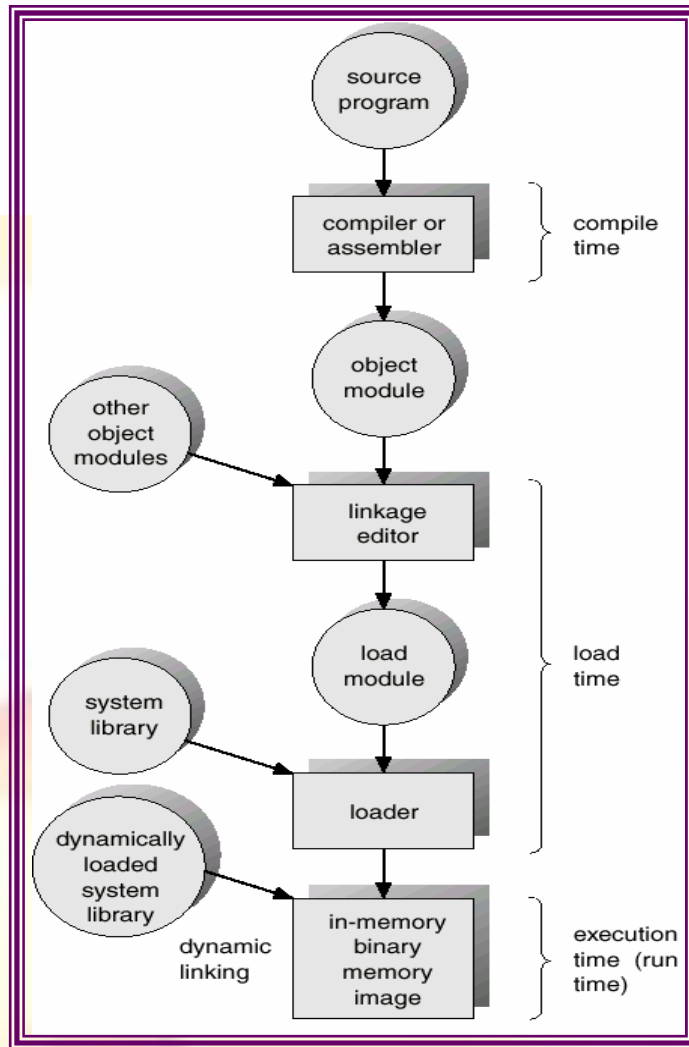 source
program
compiler or
assembler
compile
time
object
module
other
object
modules
linkage
editor
load
module
load
time
system
library
loader
dynamically
loaded
system
library
dynamic
linking
in-memory
binary
memory
image
execution
time (run
time)